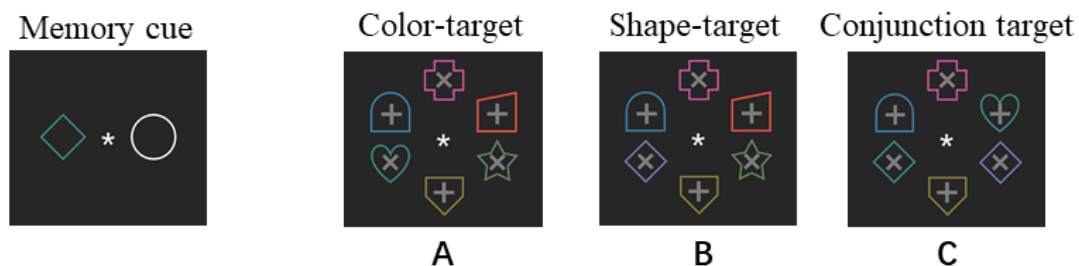 Memory cue
Color-target
Shape-target
Conjunction target
*
*
*
*
A
B
C